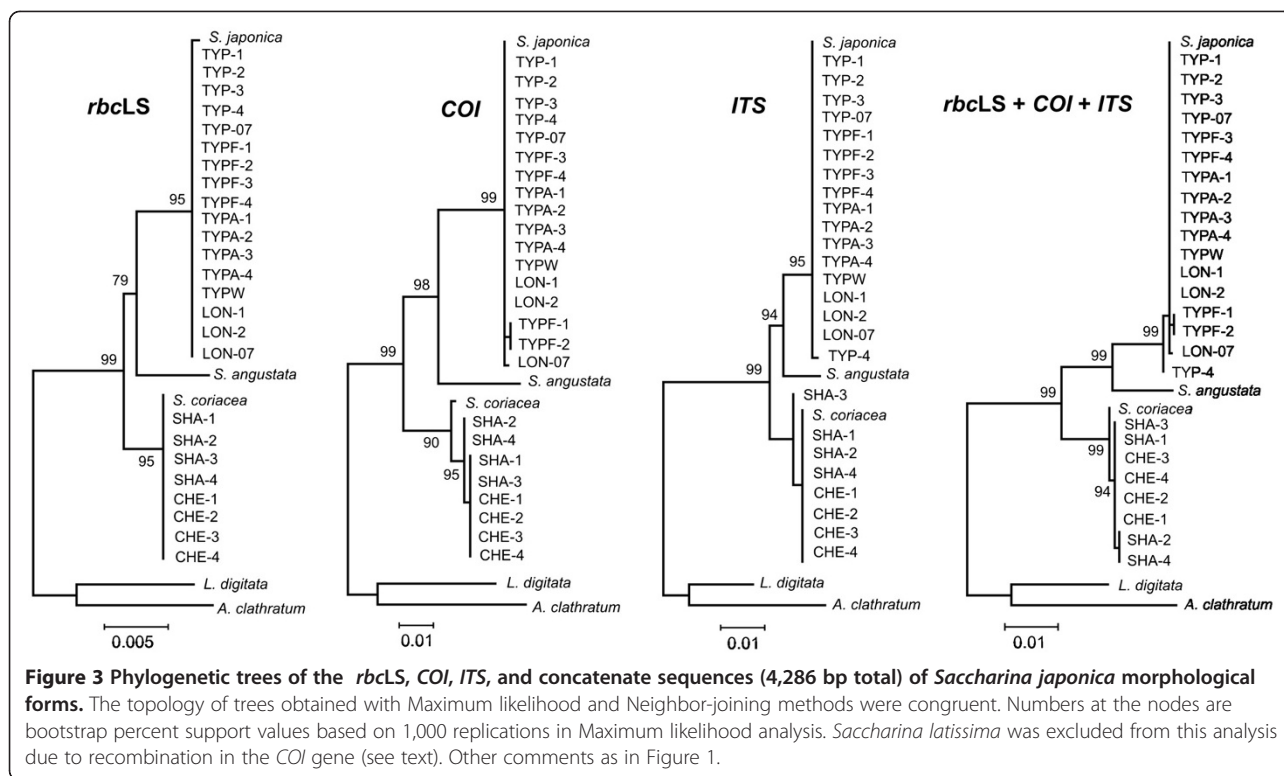 rbcLS
S. japonica
TYP-1
TYP-2
TYP-3
TYP-4
TYP-07
TYPF-1
TYPF-2
TYPF-3
TYPF-4
TYPA-1
TYPA-2
TYPA-3
TYPA-4
TYPW
LON-1
LON-2
LON-07
S. angustata
S. coriacea
SHA-1
SHA-2
SHA-3
SHA-4
CHE-1
CHE-2
CHE-3
CHE-4
L. digitata
A. clathratum
95
79
99
95
0.005
COI
S. japonica
TYP-1
TYP-2
TYP-3
TYP-4
TYP-07
TYPF-3
TYPF-4
TYPA-1
TYPA-2
TYPA-3
TYPA-4
TYPW
LON-1
LON-2
TYPF-1
TYPF-2
LON-07
S. angustata
S. coriacea
SHA-2
SHA-4
SHA-1
SHA-3
CHE-1
CHE-2
CHE-3
CHE-4
L. digitata
A. clathratum
99
98
99
90
95
0.01
ITS
S. japonica
TYP-1
TYP-2
TYP-3
TYP-07
TYPF-1
TYPF-2
TYPF-3
TYPF-4
TYPA-1
TYPA-2
TYPA-3
TYPA-4
TYPW
LON-1
LON-2
LON-07
TYP-4
S. angustata
SHA-3
S. coriacea
SHA-1
SHA-2
SHA-4
CHE-1
CHE-2
CHE-3
CHE-4
L. digitata
A. clathratum
95
94
99
0.01
rbcLS + COI + ITS
S. japonica
TYP-1
TYP-2
TYP-3
TYP-07
TYPF-3
TYPF-4
TYPA-1
TYPA-2
TYPA-3
TYPA-4
TYPW
LON-1
LON-2
TYPF-1
TYPF-2
LON-07
TYP-4
S. angustata
S. coriacea
SHA-3
SHA-1
CHE-3
CHE-4
CHE-2
CHE-1
SHA-2
SHA-4
L. digitata
A. clathratum
99
99
99
99
94
0.01
Figure 3 Phylogenetic trees of the rbcLS, COI, ITS, and concatenate sequences (4,286 bp total) of Saccharina japonica morphological
forms. The topology of trees obtained with Maximum likelihood and Neighbor-joining methods were congruent. Numbers at the nodes are
bootstrap percent support values based on 1,000 replications in Maximum likelihood analysis. Saccharina latissima was excluded from this analysis
due to recombination in the COI gene (see text). Other comments as in Figure 1.